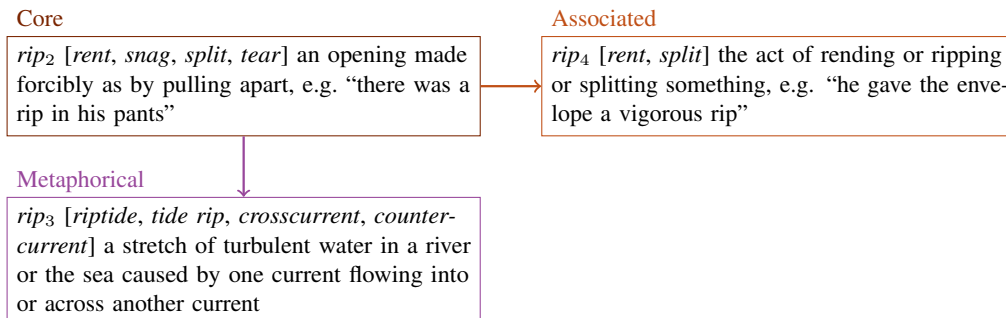 Core
rip2 [rent, snag, split, tear] an opening made
forcibly as by pulling apart, e.g. “there was a
rip in his pants”
Associated
rip4 [rent, split] the act of rending or ripping
or splitting something, e.g. “he gave the enve-
lope a vigorous rip”
Metaphorical
rip3 [riptide, tide rip, crosscurrent, counter-
current] a stretch of turbulent water in a river
or the sea caused by one current flowing into
or across another current